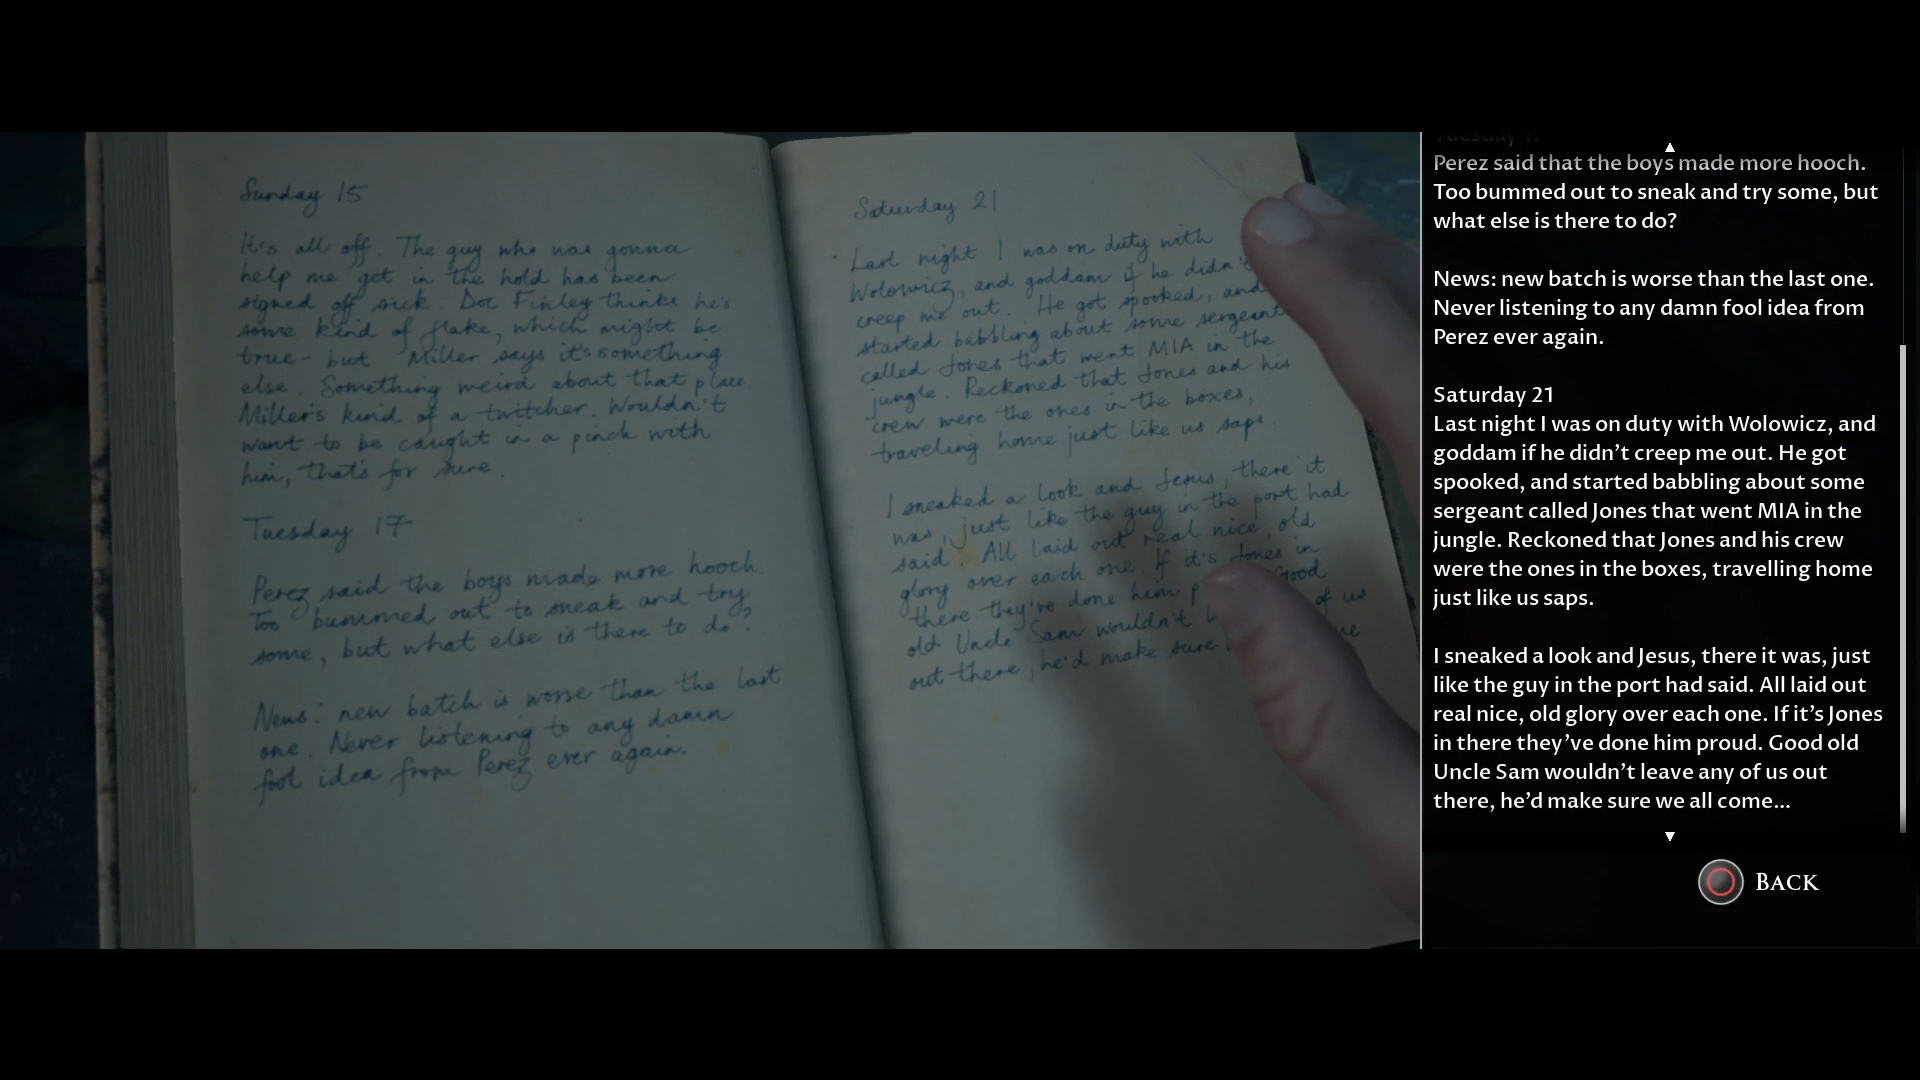 Sunday 15
It's all off. The guy who was gonna
help me get in the hold has been
signed off sick. Doc Finley thinks he's
some kind of flake, which might be
true - but Miller says it's something
else. Something weird about that place.
Miller's kind of a twitcher. Wouldn't
want to be caught in a pinch with
him, that's for sure.
Tuesday 17
Perez said the boys made more hooch.
Too bummed out to sneak and try
some, but what else is there to do?
News: new batch is worse than the last
one. Never listening to any damn
fool idea from Perez ever again.
Saturday 21
Last night I was on duty with
Wolowicz, and goddam if he didn't
creep me out. He got spooked, and
started babbling about some sergeant
called Jones that went MIA in the
jungle. Reckoned that Jones and his
crew were the ones in the boxes,
traveling home just like us saps.
I sneaked a look and Jesus, there it
was, just like the guy in the port had
said. All laid out real nice, old
glory over each one. If it's Jones in
there they've done him Good
old Uncle Sam wouldn't of us
out there, he'd make sure
Tuesday 17
Perez said that the boys made more hooch.
Too bummed out to sneak and try some, but
what else is there to do?
News: new batch is worse than the last one.
Never listening to any damn fool idea from
Perez ever again.
Saturday 21
Last night I was on duty with Wolowicz, and
goddam if he didn't creep me out. He got
spooked, and started babbling about some
sergeant called Jones that went MIA in the
jungle. Reckoned that Jones and his crew
were the ones in the boxes, travelling home
just like us saps.
I sneaked a look and Jesus, there it was, just
like the guy in the port had said. All laid out
real nice, old glory over each one. If it's Jones
in there they've done him proud. Good old
Uncle Sam wouldn't leave any of us out
there, he'd make sure we all come...
BACK